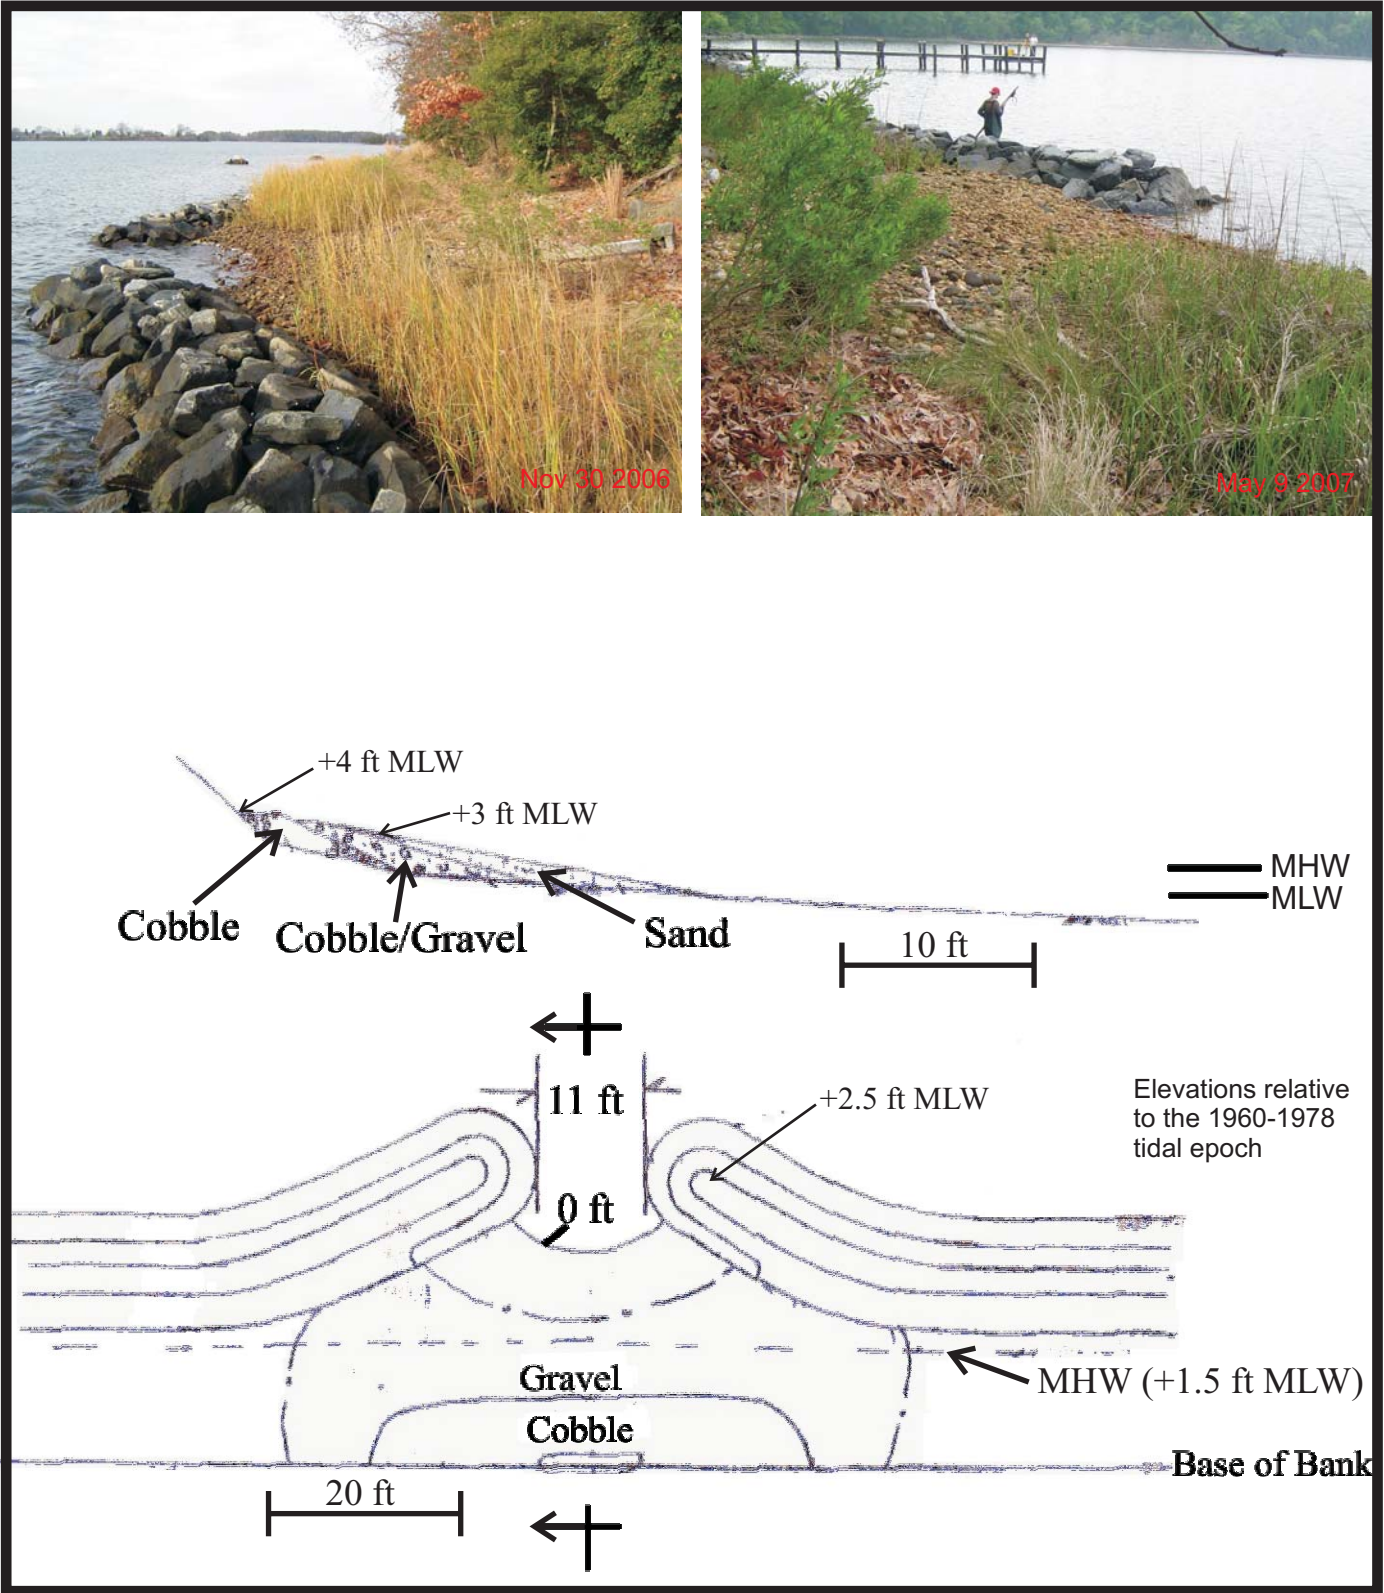 Nov 30 2006
May 9 2007
+4 ft MLW
+3 ft MLW
MHW
MLW
Cobble
Cobble/Gravel
Sand
10 ft
11 ft
+2.5 ft MLW
Elevations relative
to the 1960-1978
tidal epoch
0 ft
MHW (+1.5 ft MLW)
Gravel
Cobble
Base of Bank
20 ft